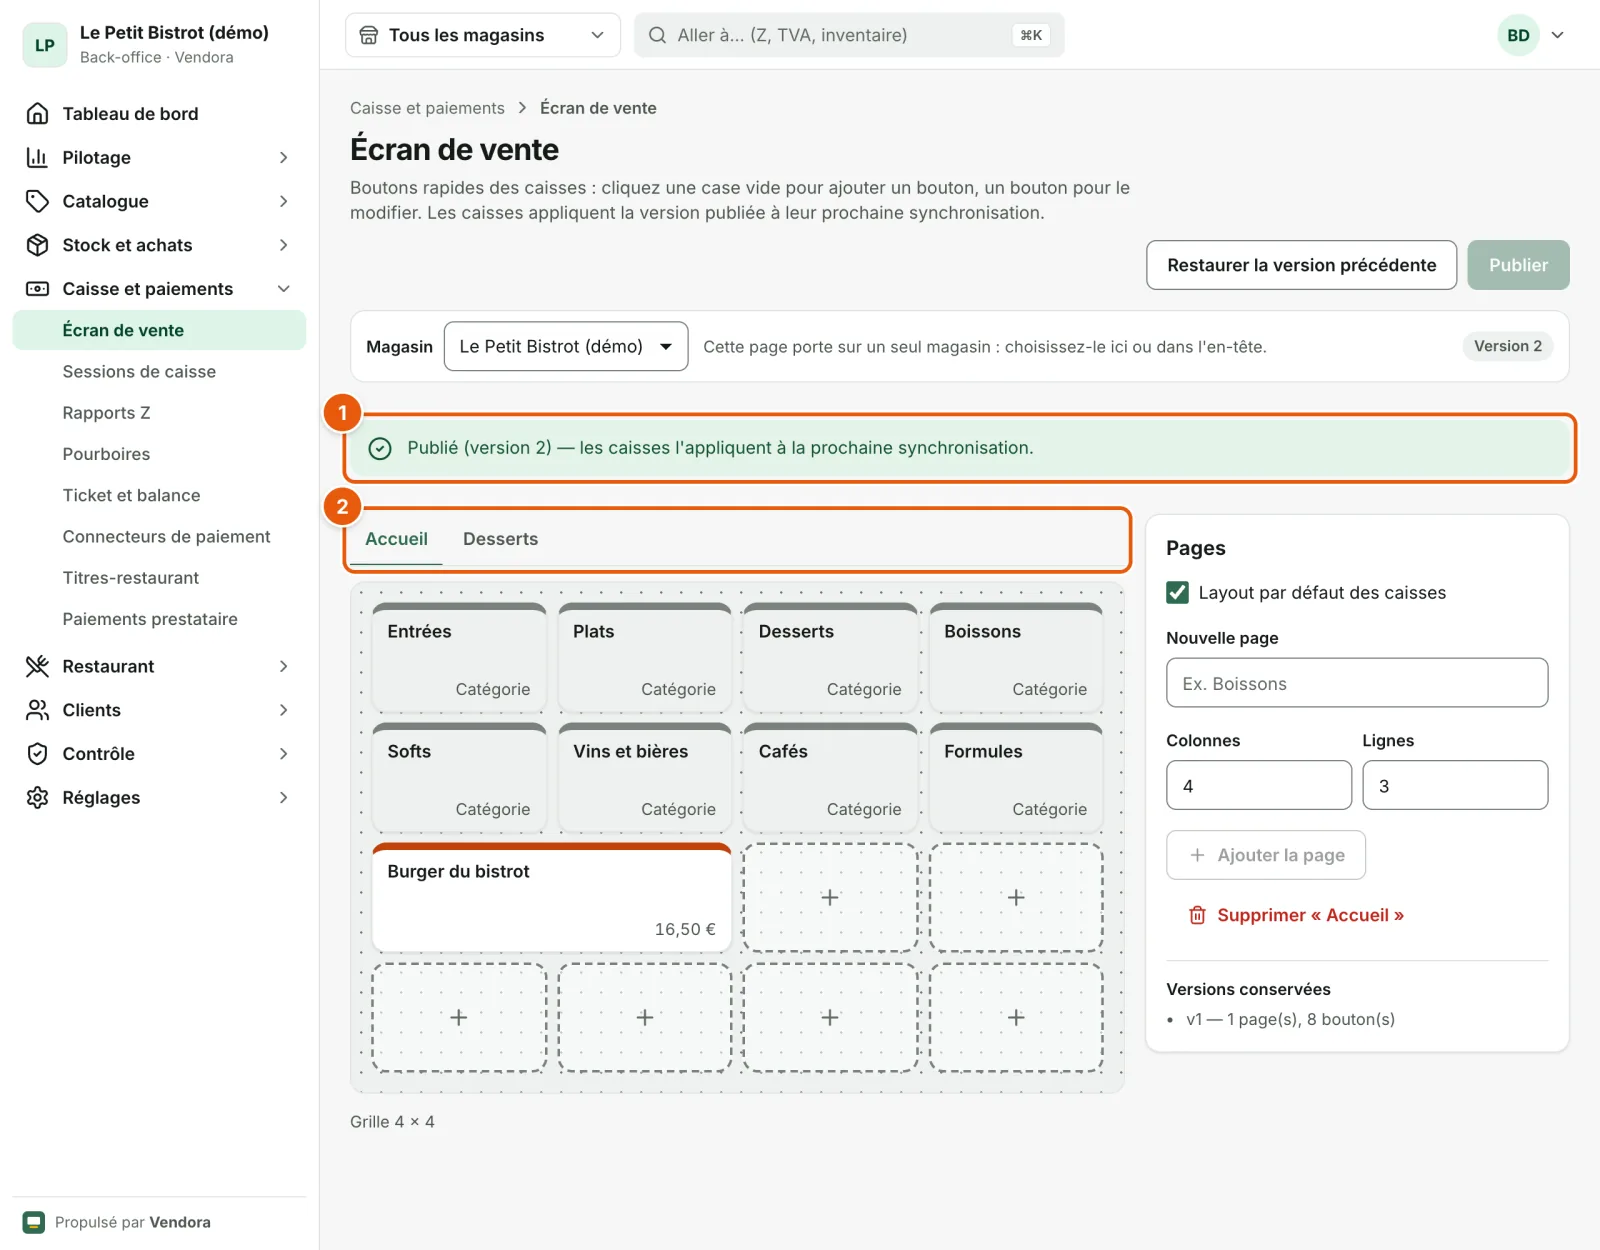 LP
Le Petit Bistrot (démo)
Back-office · Vendora
Tableau de bord
Pilotage
Catalogue
Stock et achats
Caisse et paiements
Écran de vente
Sessions de caisse
Rapports Z
Pourboires
Ticket et balance
Connecteurs de paiement
Titres-restaurant
Paiements prestataire
Restaurant
Clients
Contrôle
Réglages
Propulsé par Vendora
Tous les magasins
Aller à... (Z, TVA, inventaire)
⌘K
BD
Caisse et paiements > Écran de vente
Écran de vente
Boutons rapides des caisses : cliquez une case vide pour ajouter un bouton, un bouton pour le
modifier. Les caisses appliquent la version publiée à leur prochaine synchronisation.
Restaurer la version précédente
Publier
Magasin
Le Petit Bistrot (démo)
Cette page porte sur un seul magasin : choisissez-le ici ou dans l'en-tête.
Version 2
1
Publié (version 2) — les caisses l'appliquent à la prochaine synchronisation.
2
Accueil
Desserts
Entrées
Catégorie
Plats
Catégorie
Desserts
Catégorie
Boissons
Catégorie
Softs
Catégorie
Vins et bières
Catégorie
Cafés
Catégorie
Formules
Catégorie
Burger du bistrot
16,50 €
+
+
+
+
+
+
Grille 4 × 4
Pages
Layout par défaut des caisses
Nouvelle page
Ex. Boissons
Colonnes
Lignes
4
3
+ Ajouter la page
Supprimer « Accueil »
Versions conservées
• v1 — 1 page(s), 8 bouton(s)